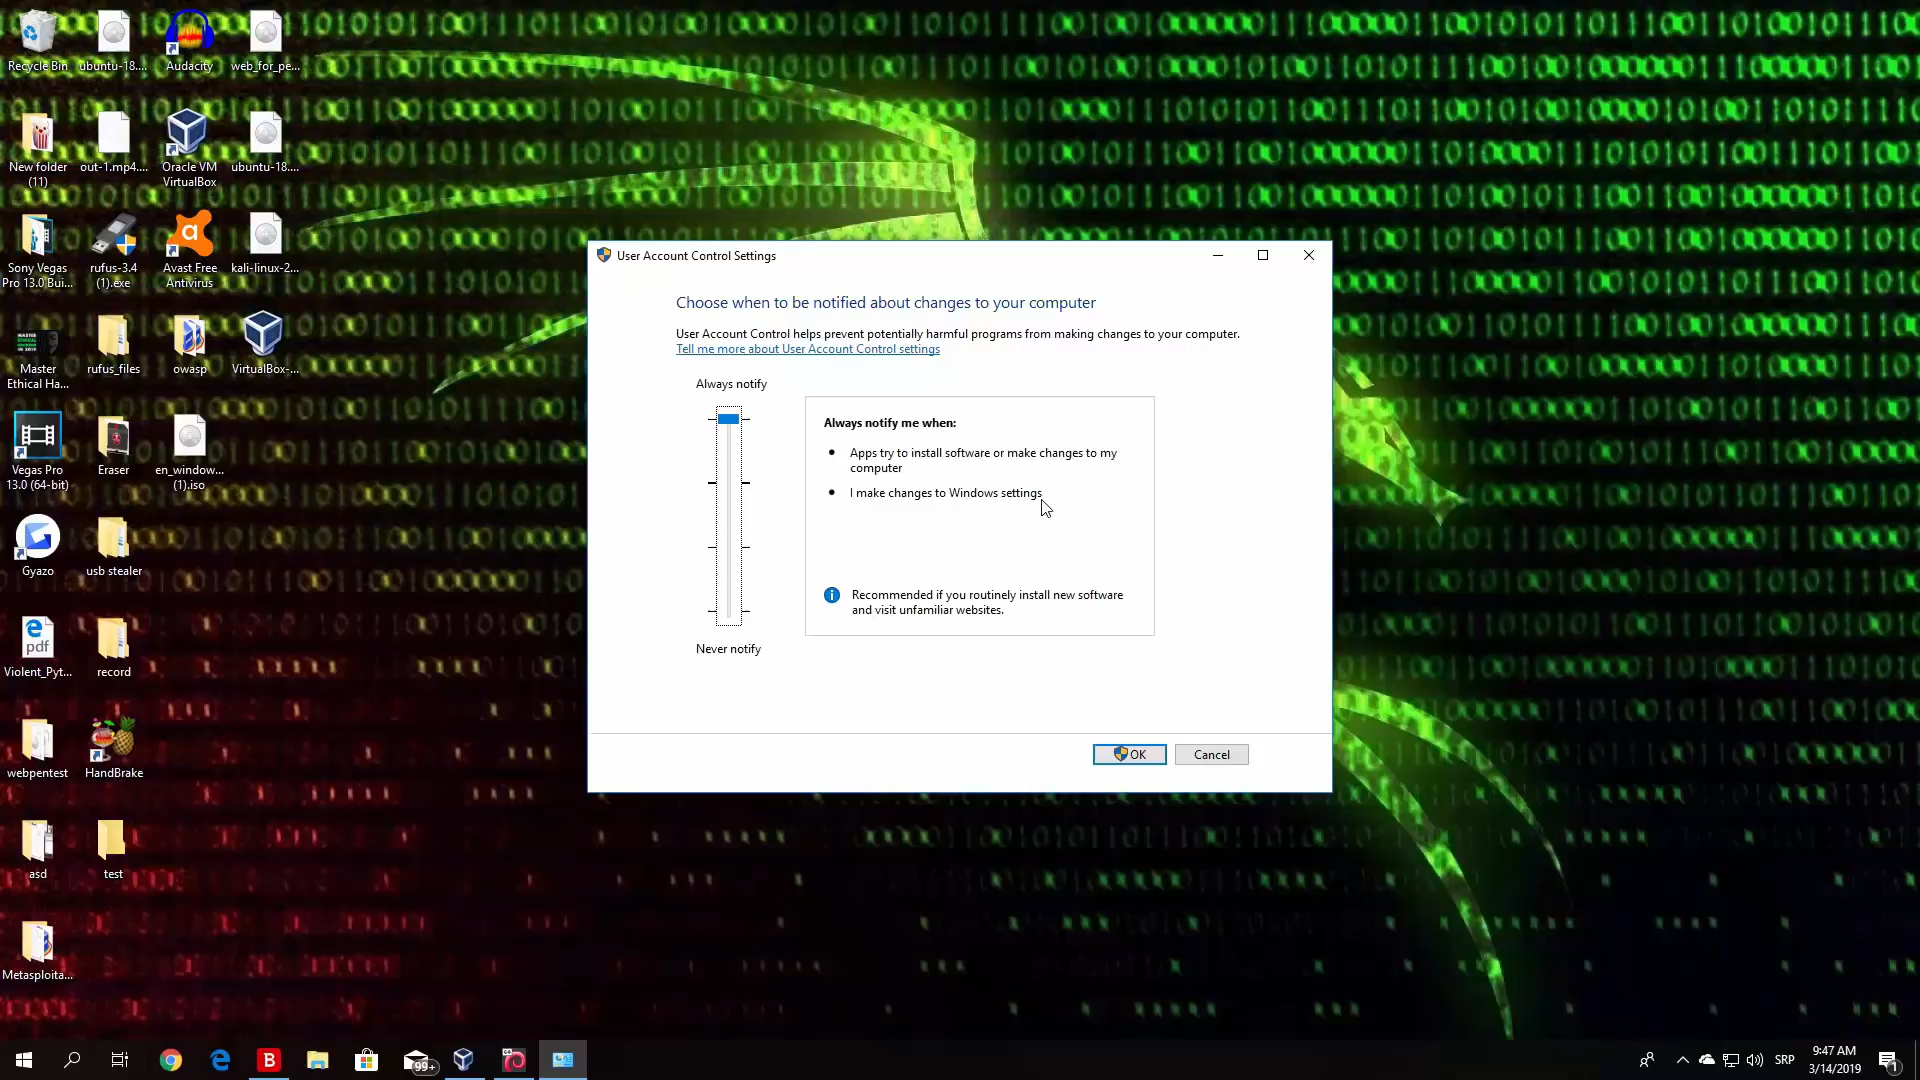 Recycle Bin
ubuntu-18....
Audacity
web_for_pe...
New folder
(11)
out-1.mp4....
Oracle VM
VirtualBox
ubuntu-18....
Sony Vegas
Pro 13.0 Bui...
rufus-3.4
(1).exe
Avast Free
Antivirus
kali-linux-2...
Master
Ethical Ha...
rufus_files
owasp
VirtualBox-...
Vegas Pro
13.0 (64-bit)
Eraser
en_window...
(1).iso
Gyazo
usb stealer
pdf
Violent_Pyt...
record
webpentest
HandBrake
asd
test
Metasploita...
User Account Control Settings
Choose when to be notified about changes to your computer
User Account Control helps prevent potentially harmful programs from making changes to your computer.
Tell me more about User Account Control settings
Always notify
Always notify me when:
Apps try to install software or make changes to my
computer
I make changes to Windows settings
Recommended if you routinely install new software
and visit unfamiliar websites.
Never notify
OK
Cancel
99+
SRP
9:47 AM
3/14/2019
1